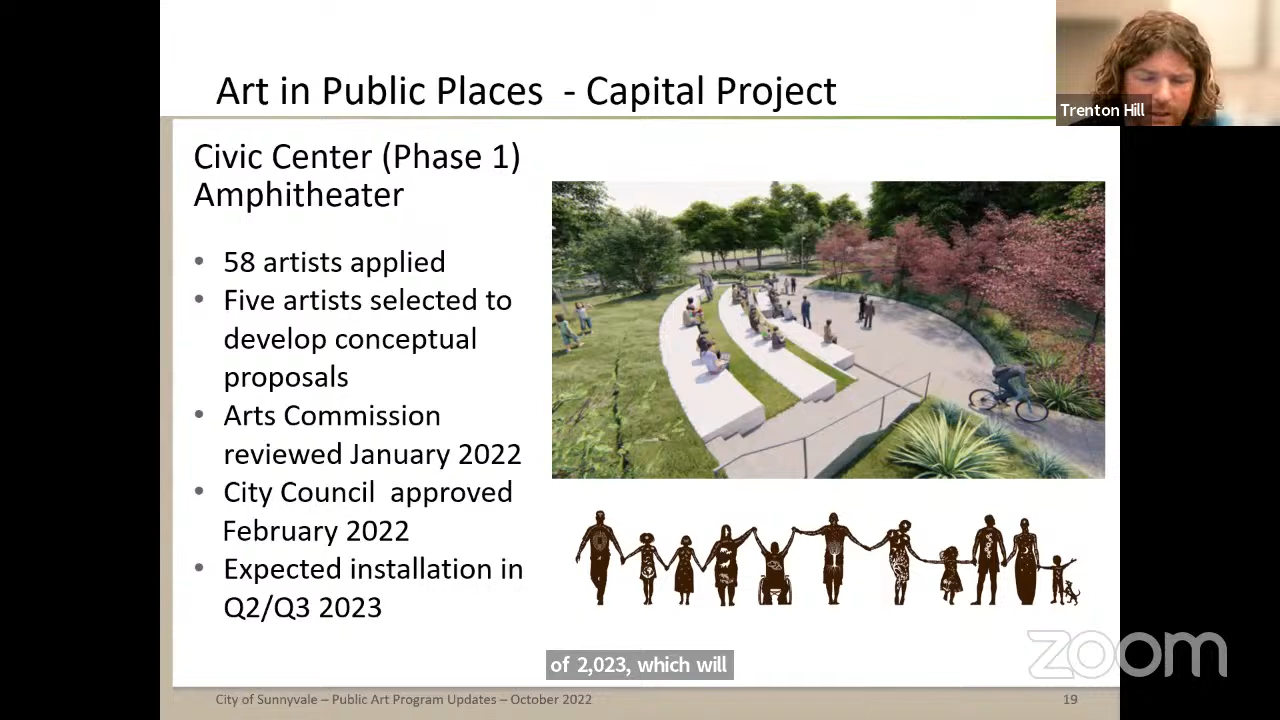 Art in Public Places - Capital Project
Trenton Hill
Civic Center (Phase 1)
Amphitheater
• 58 artists applied
• Five artists selected to
develop conceptual
proposals
• Arts Commission
reviewed January 2022
• City Council approved
February 2022
• Expected installation in
Q2/Q3 2023
of 2,023, which will
zoom
City of Sunnyvale – Public Art Program Updates – October 2022
19